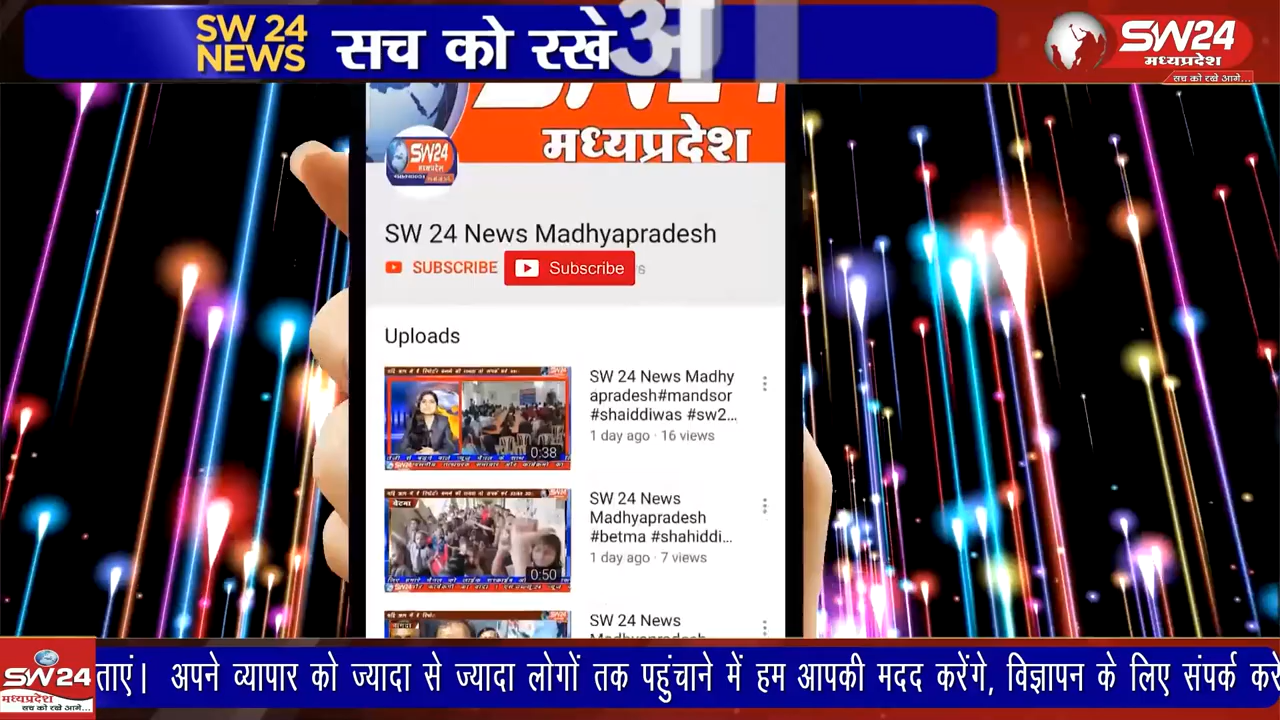 SW 24
NEWS
सच को रखे अ
SW24
मध्यप्रदेश
सच को रखे आगे...
मध्यप्रदेश
SW24
SW 24 News Madhyapradesh
SUBSCRIBE
Subscribe
Uploads
SW 24 News Madhy
apradesh#mandsor
#shaiddiwas #sw2...
1 day ago · 16 views
0:38
SW 24 News
Madhyapradesh
#betma #shahiddi...
1 day ago · 7 views
बेटमा
0:50
SW 24 News
Madhyapradesh
SW24
मध्यप्रदेश
सच को रखे आगे...
ताएं। अपने व्यापार को ज्यादा से ज्यादा लोगों तक पहुंचाने में हम आपकी मदद करेंगे, विज्ञापन के लिए संपर्क करे